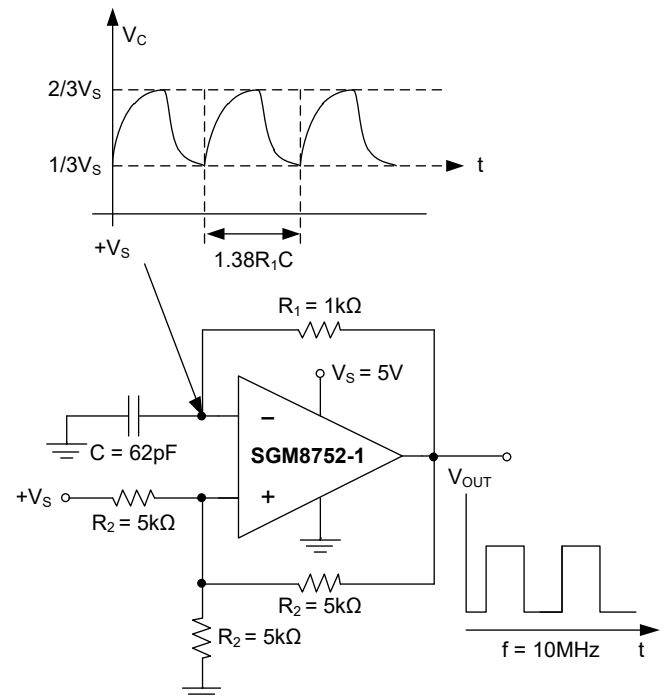 V_C
2/3V_S
1/3V_S
t
+V_S
1.38R_1C
R_1 = 1kΩ
V_S = 5V
C = 62pF
−
SGM8752-1
+
+V_S
R_2 = 5kΩ
V_OUT
R_2 = 5kΩ
R_2 = 5kΩ
f = 10MHz
t